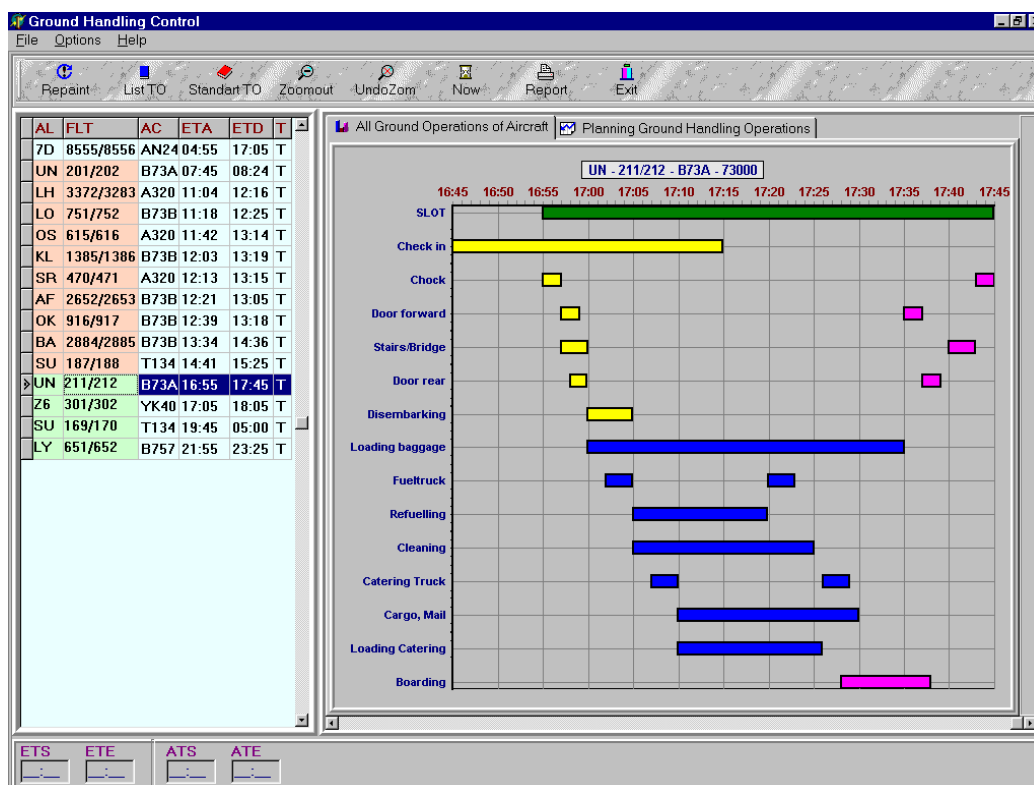 Ground Handling Control
File Options Help
Repaint List TO Standart TO Zoomout UndoZom Now Report Exit
AL FLT AC ETA ETD T
7D 8555/8556 AN24 04:55 17:05 T
UN 201/202 B73A 07:45 08:24 T
LH 3372/3283 A320 11:04 12:16 T
LO 751/752 B73B 11:18 12:25 T
OS 615/616 A320 11:42 13:14 T
KL 1385/1386 B73B 12:03 13:19 T
SR 470/471 A320 12:13 13:15 T
AF 2652/2653 B73B 12:21 13:05 T
OK 916/917 B73B 12:39 13:18 T
BA 2884/2885 B73B 13:34 14:36 T
SU 187/188 T134 14:41 15:25 T
UN 211/212 B73A 16:55 17:45 T
Z6 301/302 YK40 17:05 18:05 T
SU 169/170 T134 19:45 05:00 T
LY 651/652 B757 21:55 23:25 T
All Ground Operations of Aircraft Planning Ground Handling Operations
UN - 211/212 - B73A - 73000
16:45 16:50 16:55 17:00 17:05 17:10 17:15 17:20 17:25 17:30 17:35 17:40 17:45
SLOT
Check in
Chock
Door forward
Stairs/Bridge
Door rear
Disembarking
Loading baggage
Fueltruck
Refuelling
Cleaning
Catering Truck
Cargo, Mail
Loading Catering
Boarding
ETS ETE ATS ATE
__:__ __:__ __:__ __:__